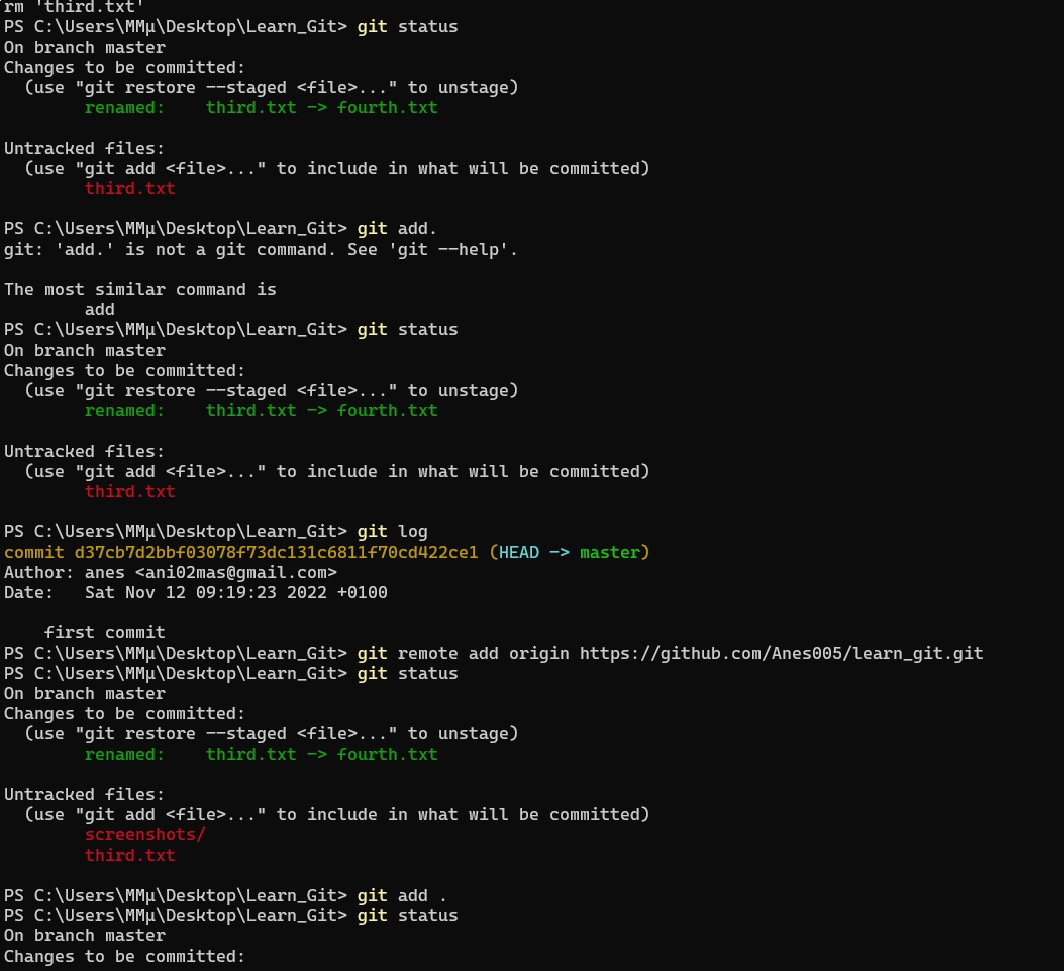 rm 'third.txt'
PS C:\Users\MMµ\Desktop\Learn_Git> git status
On branch master
Changes to be committed:
  (use "git restore --staged <file>..." to unstage)
        renamed:    third.txt -> fourth.txt

Untracked files:
  (use "git add <file>..." to include in what will be committed)
        third.txt

PS C:\Users\MMµ\Desktop\Learn_Git> git add.
git: 'add.' is not a git command. See 'git --help'.

The most similar command is
        add
PS C:\Users\MMµ\Desktop\Learn_Git> git status
On branch master
Changes to be committed:
  (use "git restore --staged <file>..." to unstage)
        renamed:    third.txt -> fourth.txt

Untracked files:
  (use "git add <file>..." to include in what will be committed)
        third.txt

PS C:\Users\MMµ\Desktop\Learn_Git> git log
commit d37cb7d2bbf03078f73dc131c6811f70cd422ce1 (HEAD -> master)
Author: anes <ani02mas@gmail.com>
Date:   Sat Nov 12 09:19:23 2022 +0100

    first commit
PS C:\Users\MMµ\Desktop\Learn_Git> git remote add origin https://github.com/Anes005/learn_git.git
PS C:\Users\MMµ\Desktop\Learn_Git> git status
On branch master
Changes to be committed:
  (use "git restore --staged <file>..." to unstage)
        renamed:    third.txt -> fourth.txt

Untracked files:
  (use "git add <file>..." to include in what will be committed)
        screenshots/
        third.txt

PS C:\Users\MMµ\Desktop\Learn_Git> git add .
PS C:\Users\MMµ\Desktop\Learn_Git> git status
On branch master
Changes to be committed: